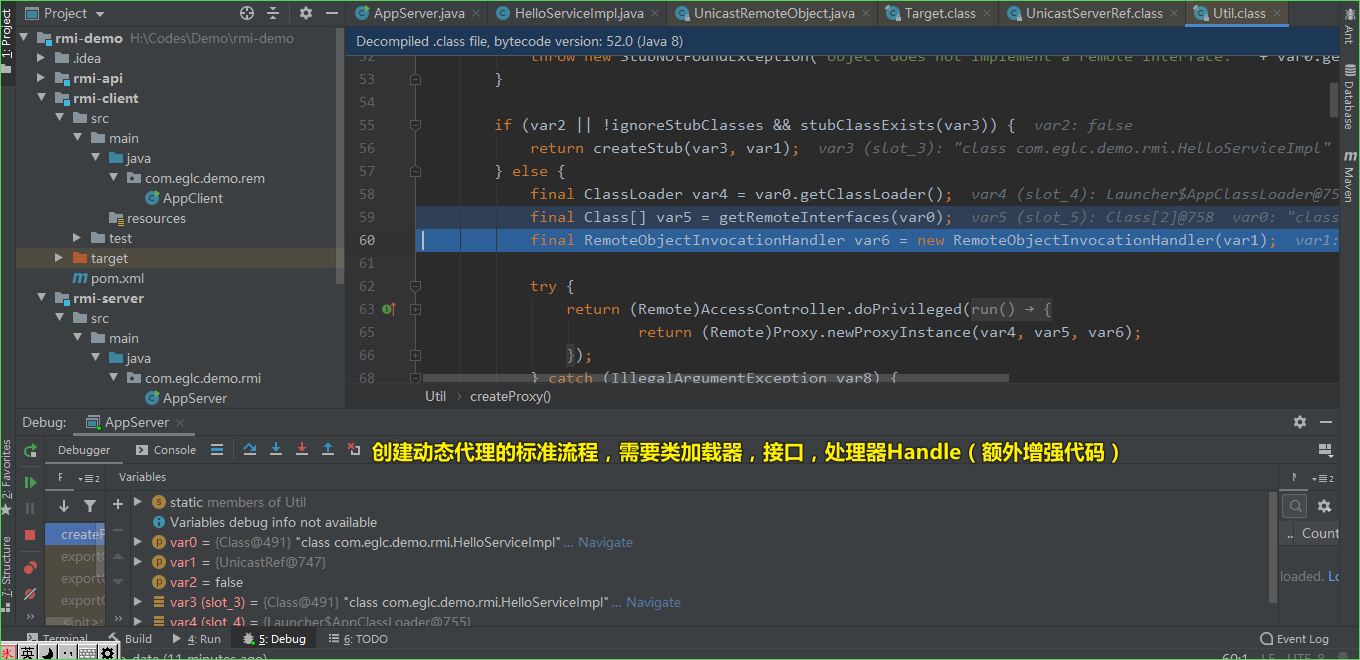 Project
AppServer.java
HelloServiceImpl.java
UnicastRemoteObject.java
Target.class
UnicastServerRef.class
Util.class
1: Project
Ant
Database
Maven
rmi-demo H:\Codes\Demo\rmi-demo
.idea
rmi-api
rmi-client
src
main
java
com.eglc.demo.rem
AppClient
resources
test
target
pom.xml
rmi-server
src
main
java
com.eglc.demo.rmi
AppServer
Decompiled .class file, bytecode version: 52.0 (Java 8)
52 throw new StubNotFoundException("object does not implement a remote interface: " + var0.ge
53 }
54
55 if (var2 || !ignoreStubClasses && stubClassExists(var3)) { var2: false
56 return createStub(var3, var1); var3 (slot_3): "class com.eglc.demo.rmi.HelloServiceImpl"
57 } else {
58 final ClassLoader var4 = var0.getClassLoader(); var4 (slot_4): Launcher$AppClassLoader@75
59 final Class[] var5 = getRemoteInterfaces(var0); var5 (slot_5): Class[2]@758 var0: "class
60 final RemoteObjectInvocationHandler var6 = new RemoteObjectInvocationHandler(var1); var1:
61
62 try {
63 return (Remote)AccessController.doPrivileged(run() → {
65 return (Remote)Proxy.newProxyInstance(var4, var5, var6);
66 });
68 } catch (IllegalArgumentException var8) {
Util › createProxy()
Debug: AppServer
Debugger Console
创建动态代理的标准流程，需要类加载器，接口，处理器Handle（额外增强代码）
2: Favorites
7: Structure
F 2 Variables
2
createP
exportO
exportO
exportO
<init>:
static members of Util
Variables debug info not available
var0 = {Class@491} "class com.eglc.demo.rmi.HelloServiceImpl" ... Navigate
var1 = {UnicastRef@747}
var2 = false
var3 (slot_3) = {Class@491} "class com.eglc.demo.rmi.HelloServiceImpl" ... Navigate
var4 (slot_4) = {Launcher$AppClassLoader@755}
.. Count
loaded. Lo
Terminal Build 4: Run 5: Debug 6: TODO Event Log
英
date (11 minutes ago) 60:1 LF UTF-8